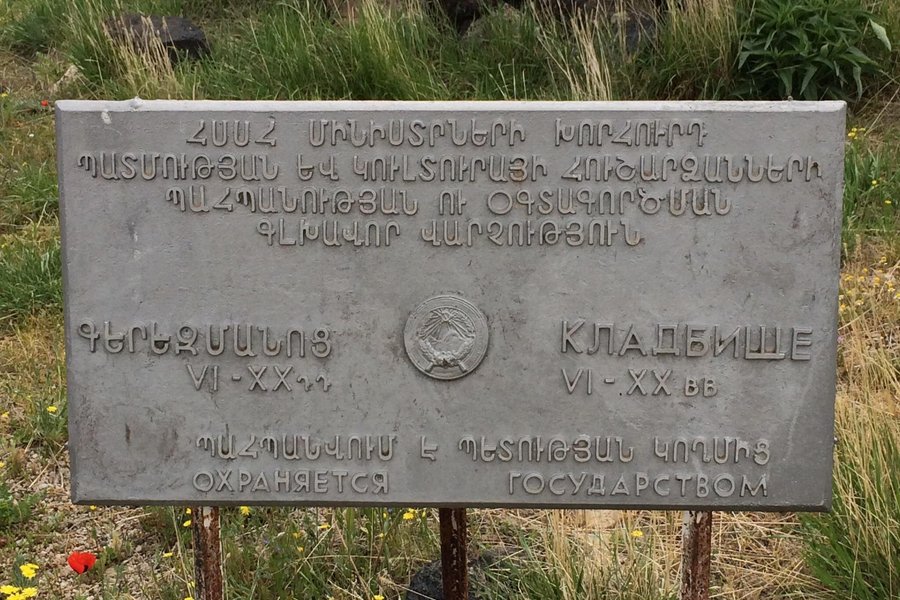 ՀՍՍՀ ՄԻՆԻՍՏՐՆԵՐԻ ԽՈՐՀՈՒՐԴ
ՊԱՏՄՈՒԹՅԱՆ ԵՎ ԿՈՒԼՏՈՒՐԱՅԻ ՀՈՒՇԱՐՁԱՆՆԵՐԻ
ՊԱՀՊԱՆՈՒԹՅԱՆ ՈՒ ՕԳՏԱԳՈՐԾՄԱՆ
ԳԼԽԱՎՈՐ ՎԱՐՉՈՒԹՅՈՒՆ
ԳԵՐԵԶՄԱՆՈՑ КЛАДБИЩЕ
VI - XX ԴԴ VI - XX ВВ
ՊԱՀՊԱՆՎՈՒՄ Է ՊԵՏՈՒԹՅԱՆ ԿՈՂՄԻՑ
ОХРАНЯЕТСЯ ГОСУДАРСТВОМ